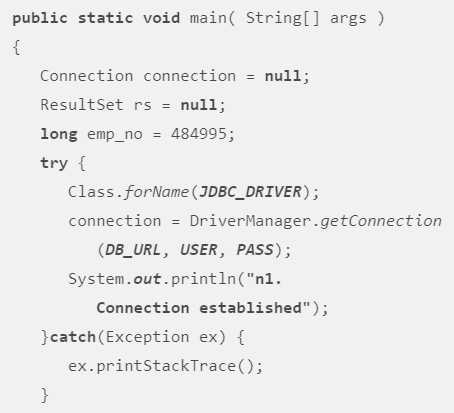 public static void main( String[] args )
{
Connection connection = null;
ResultSet rs = null;
long emp_no = 484995;
try {
Class.forName(JDBC_DRIVER);
connection = DriverManager.getConnection
(DB_URL, USER, PASS);
System.out.println("n1.
Connection established");
}catch(Exception ex) {
ex.printStackTrace();
}